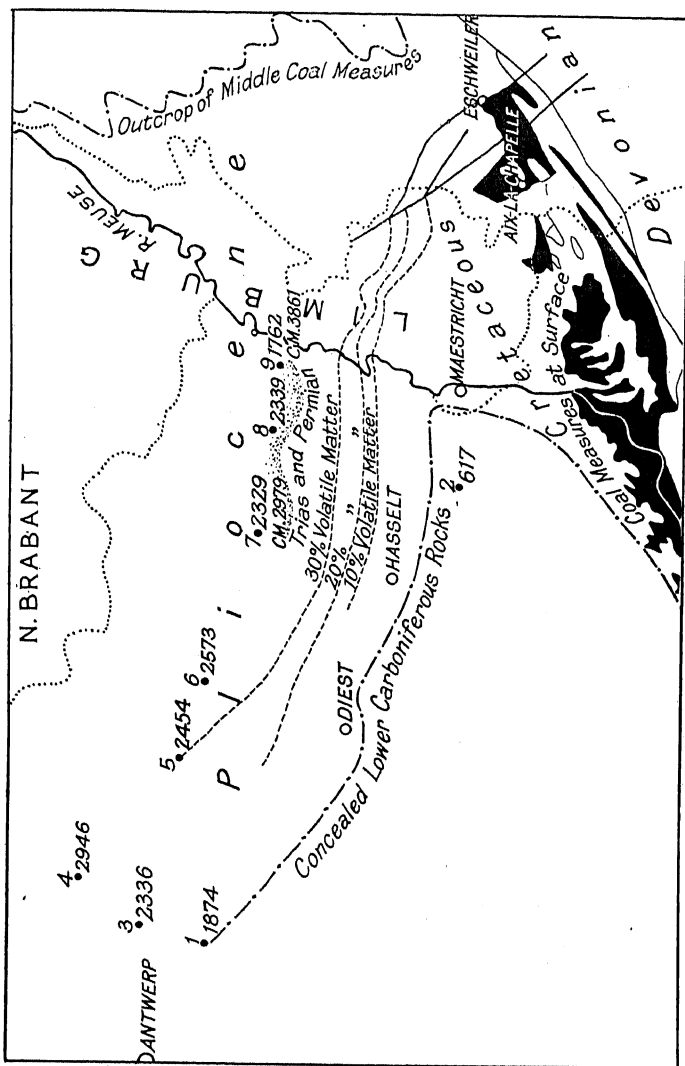 N. BRABANT
Outcrop of Middle Coal Measures
R. MEUSE
LIMBURG
Pliocene
ANTWERP
1
1874
3
2336
4
2946
5
2454
6
2573
7
2329
C.M. 2979
8
2339
9
1762
C.M. 3861
Trias and Permian
30% Volatile Matter
20% " "
10% Volatile Matter
DIEST
HASSELT
MAESTRICHT
2
617
Concealed Lower Carboniferous Rocks
Cretaceous
Coal Measures at Surface
AIX-LA-CHAPELLE
ESCHWEILER
Devonian